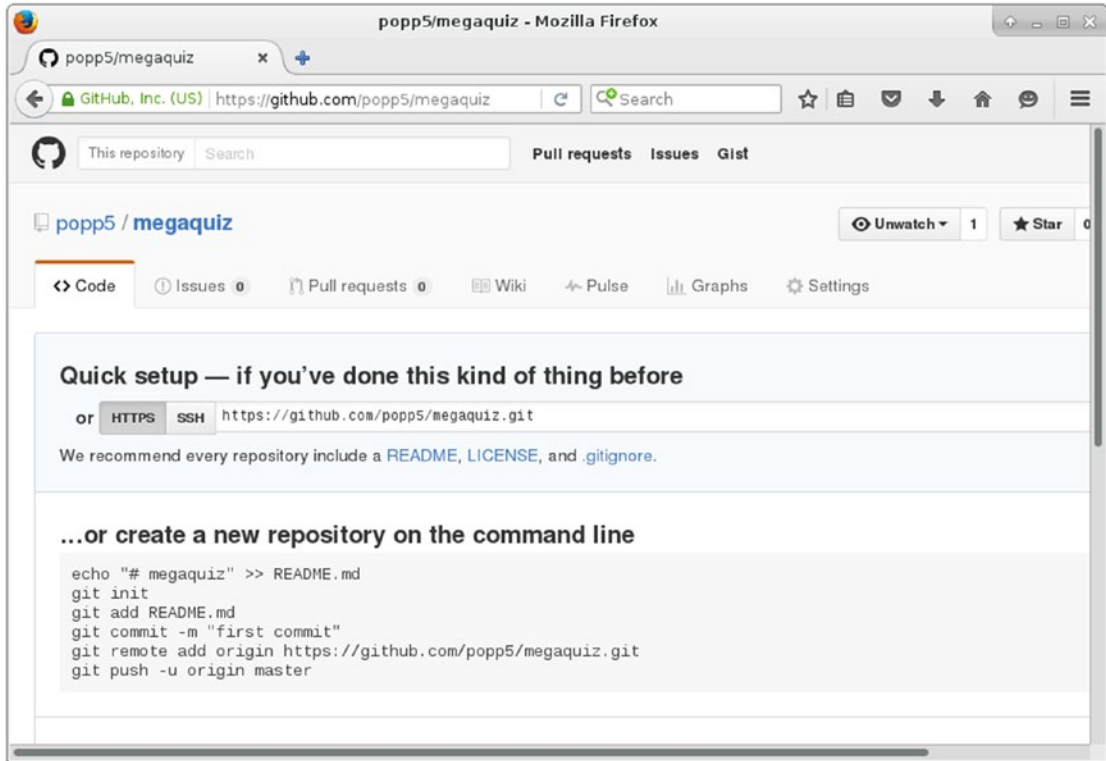 popp5/megaquiz - Mozilla Firefox
popp5/megaquiz
GitHub, Inc. (US) https://github.com/popp5/megaquiz Search
This repository Search Pull requests Issues Gist
popp5 / megaquiz Unwatch 1 Star 0
<> Code Issues 0 Pull requests 0 Wiki Pulse Graphs Settings
Quick setup — if you've done this kind of thing before
or HTTPS SSH https://github.com/popp5/megaquiz.git
We recommend every repository include a README, LICENSE, and .gitignore.
...or create a new repository on the command line
echo "# megaquiz" >> README.md
git init
git add README.md
git commit -m "first commit"
git remote add origin https://github.com/popp5/megaquiz.git
git push -u origin master